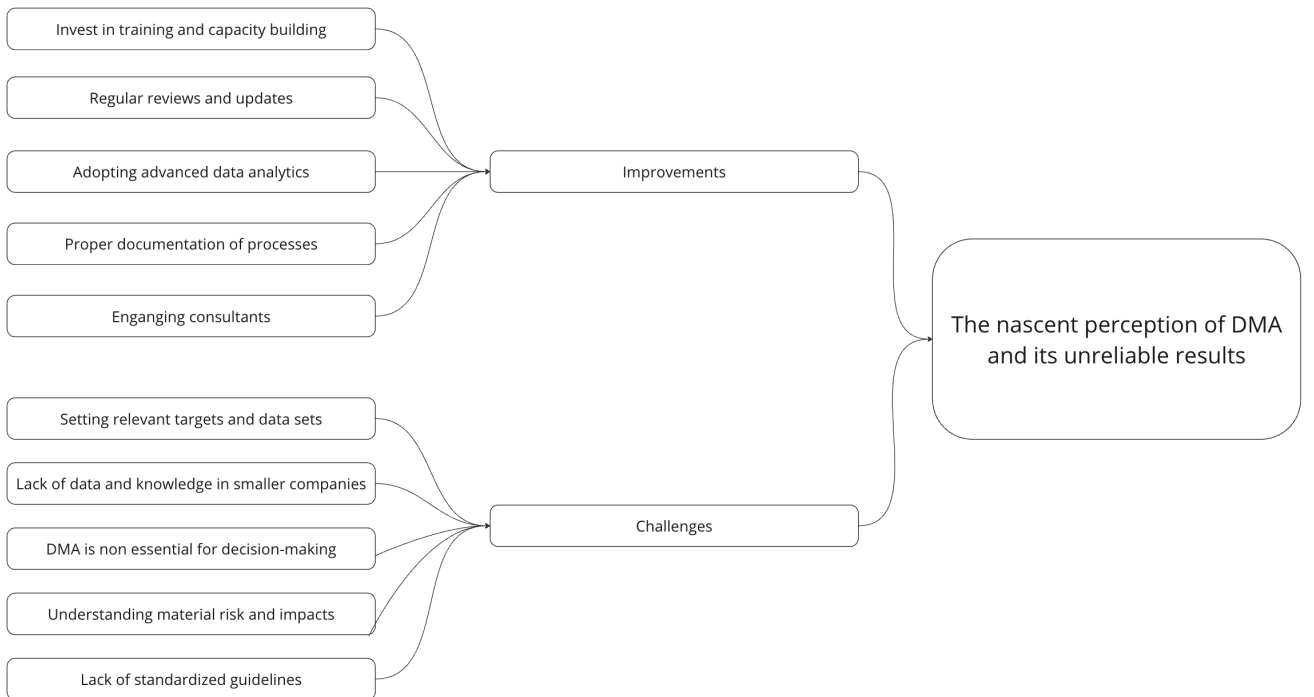 Invest in training and capacity building
Regular reviews and updates
Adopting advanced data analytics
Proper documentation of processes
Enganging consultants
Improvements
Setting relevant targets and data sets
Lack of data and knowledge in smaller companies
DMA is non essential for decision-making
Understanding material risk and impacts
Lack of standardized guidelines
Challenges
The nascent perception of DMA
and its unreliable results